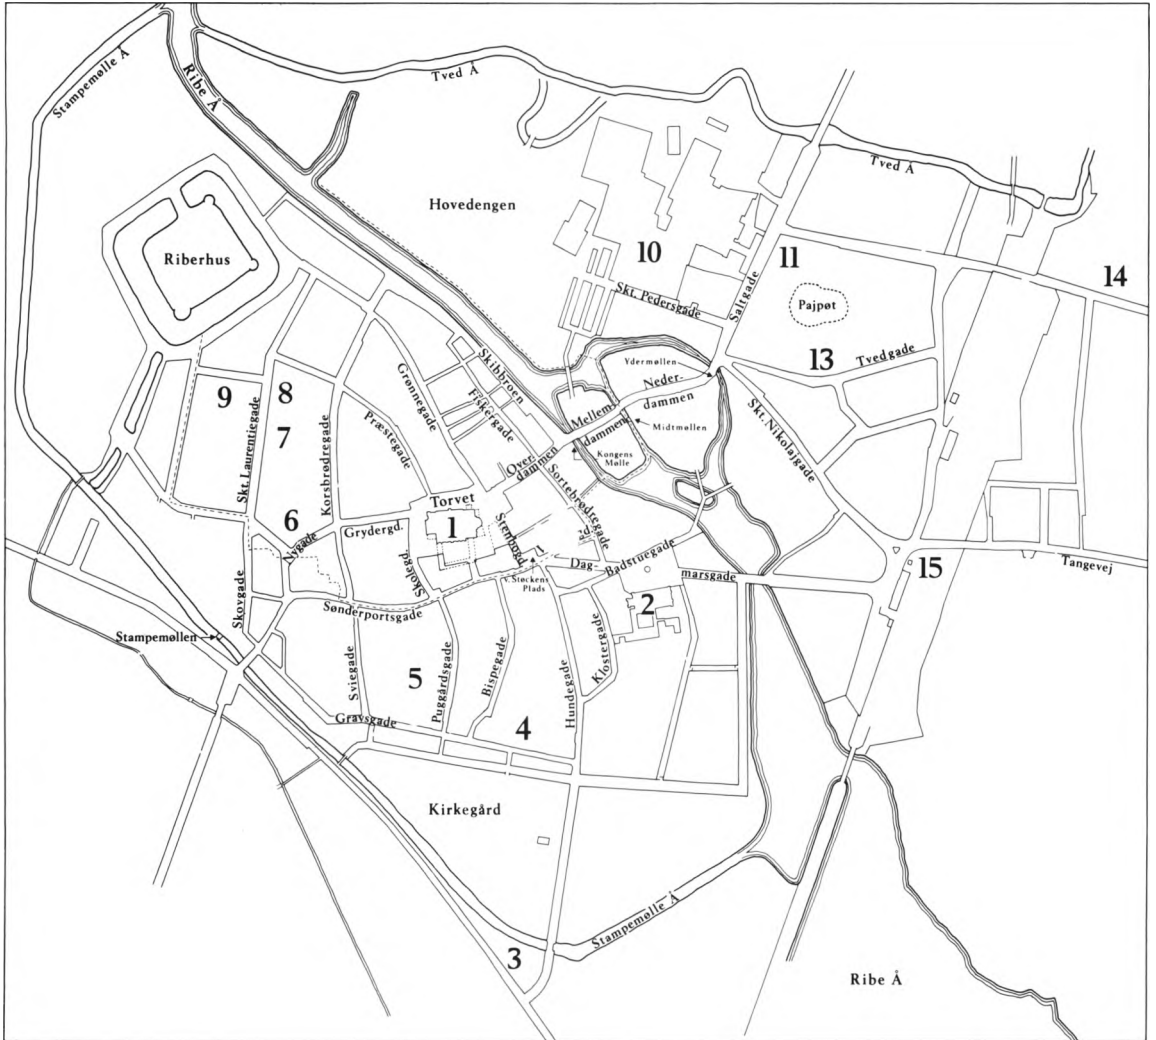 Stampemølle Å
Ribe Å
Tved Å
Tved Å
Hovedengen
Riberhus
10
11
14
Pajpøt
Skt. Pedersgade
Saltgade
Ydermøllen
13
Tvedgade
Neder-
dammen
Mellem-
dammen
Midtmøllen
Kongens
Mølle
Over-
dammen
Skibbroen
Fiskergade
Grønnegade
Præstegade
Korsbrødregade
Skt. Laurentiegade
9
8
7
6
Nygade
Grydergd.
Torvet
1
Skolegd
Stenbogd.
Sortebrødregade
Skt. Nikolajgade
Badstuegade
Dag-
marsgade
v. Støckens
Plads
2
15
Tangevej
Skovgade
Stampemøllen
Sønderportsgade
Sviegade
5
Puggårdsgade
Bispegade
4
Hundegade
Klostergade
Gravsgade
Kirkegård
3
Stampemølle Å
Ribe Å